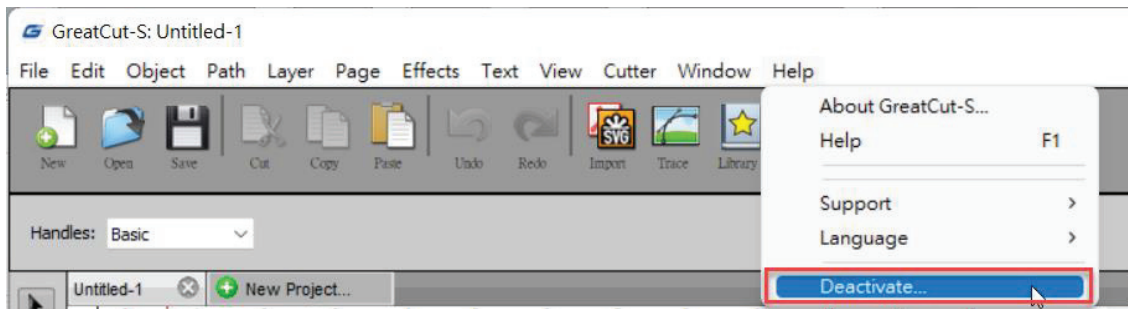 GreatCut-S: Untitled-1
File Edit Object Path Layer Page Effects Text View Cutter Window Help
New Open Save Cut Copy Paste Undo Redo Import Trace Library
SVG
About GreatCut-S...
Help F1
Support
Language
Deactivate...
Handles: Basic
Untitled-1 New Project...